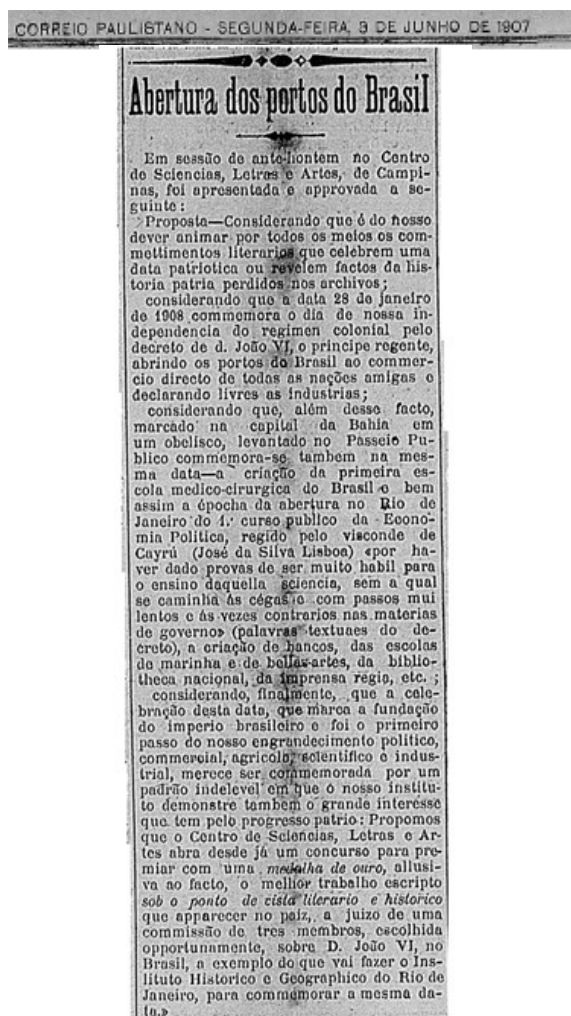 CORREIO PAULISTANO - SEGUNDA-FEIRA, 3 DE JUNHO DE 1907
Abertura dos portos do Brasil
Em sessão de ante-hontem no Centro
de Sciencias, Letras e Artes, de Campi-
nas, foi apresentada e approvada a se-
guinte:
Proposta—Considerando que é do nosso
dever animar por todos os meios os com-
mettimentos literarios que celebrem uma
data patriotica ou revelem factos da his-
toria patria perdidos nos archivos;
considerando que a data 28 de janeiro
de 1908 commemora o dia de nossa in-
dependencia do regimen colonial pelo
decreto de d. João VI, o principe regente,
abrindo os portos do Brasil ao commer-
cio directo de todas as nações amigas e
declarando livres as industrias;
considerando que, além desse facto,
marcado na capital da Bahia em
um obelisco, levantado no Passeio Pu-
blico commemora-se tambem na mes-
ma data—a criação da primeira es-
cola medico-cirurgica do Brasil e bem
assim a épocha da abertura no Rio de
Janeiro do 1.º curso publico da Econo-
mia Politica, regido pelo visconde de
Cayrú (José da Silva Lisboa) «por ha-
ver dado provas de ser muito habil para
o ensino daquella sciencia, sem a qual
se caminha ás cégas e com passos mui
lentos e ás vezes contrarios nas materias
de governo» (palavras textuaes do de-
creto), a criação de bancos, das escolas
de marinha e de bellas-artes, da biblio-
theca nacional, da imprensa régia, etc. ;
considerando, finalmente, que a cele-
bração desta data, que marca a fundação
do imperio brasileiro e foi o primeiro
passo do nosso engrandecimento politico,
commercial, agricola, scientifico e indus-
trial, merece ser commemorada por um
padrão indelevel em que o nosso institu-
to demonstre tambem o grande interesse
que tem pelo progresso patrio: Propomos
que o Centro de Sciencias, Letras e Ar-
tes abra desde já um concurso para pre-
miar com uma medalha de ouro, allusi-
va ao facto, o melhor trabalho escripto
sob o ponto de vista literario e historico
que apparecer no paiz, a juizo de uma
commissão de tres membros, escolhida
opportunamente, sobre D. João VI, no
Brasil, a exemplo do que vai fazer o Ins-
tituto Historico e Geographico do Rio de
Janeiro, para commemorar a mesma da-
ta.»